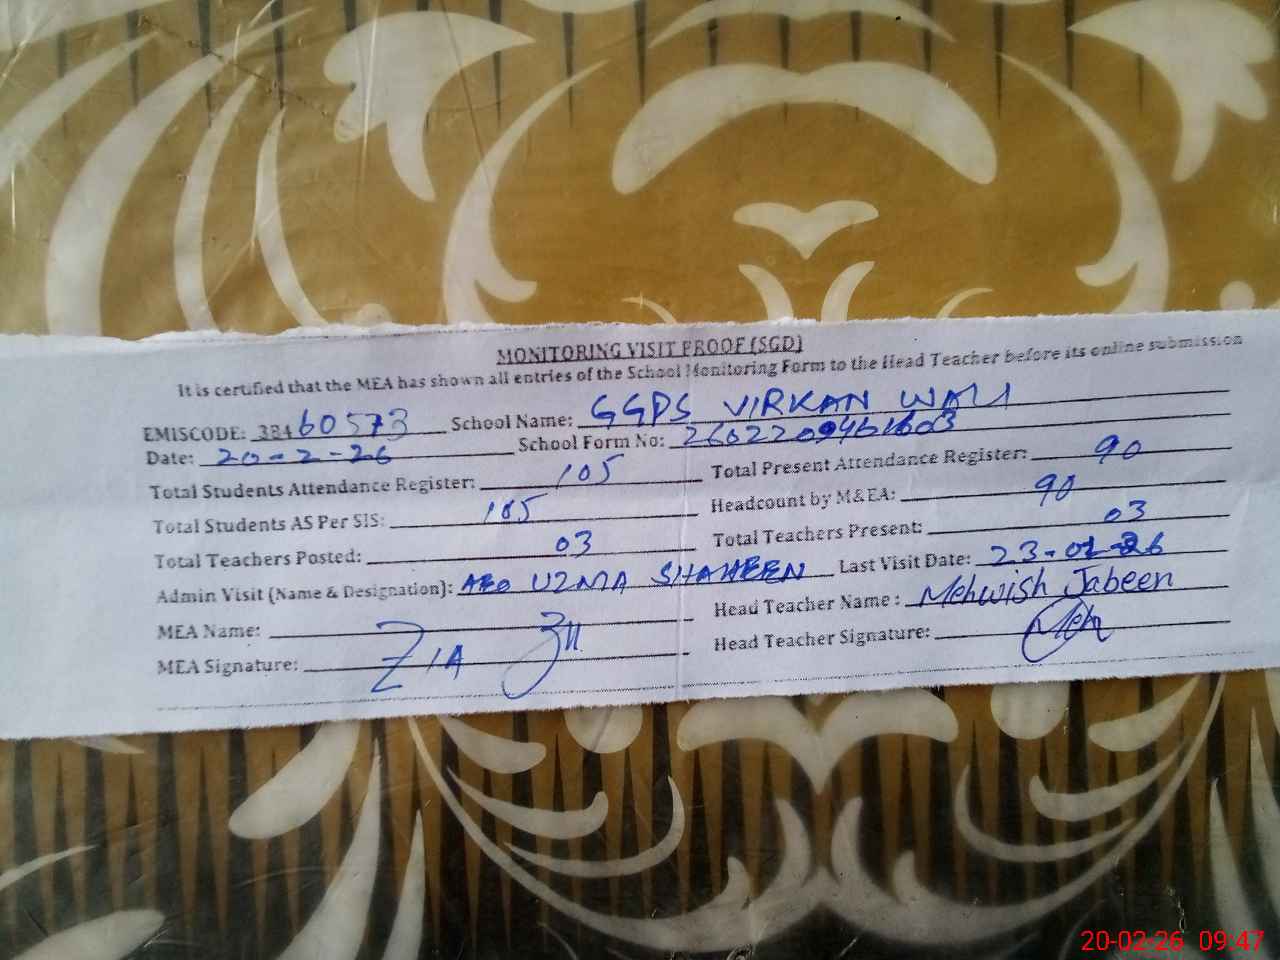 MONITORING VISIT PROOF (SGD)
It is certified that the MEA has shown all entries of the School Monitoring Form to the Head Teacher before its online submission
EMISCODE: 38460573 School Name: GGPS VIRKAN WALI
Date: 20-2-26 School Form No:
Total Students Attendance Register: 105 Total Present Attendance Register: 90
Total Students AS Per SIS: 105 Headcount by M&EA: 90
Total Teachers Posted: 03 Total Teachers Present: 03
Admin Visit (Name & Designation): AEO UZMA SHAHEEN Last Visit Date: 23-01-26
MEA Name: Head Teacher Name: Mehwish Jabeen
MEA Signature: ZIA Head Teacher Signature: Meh
20-02-26 09:47